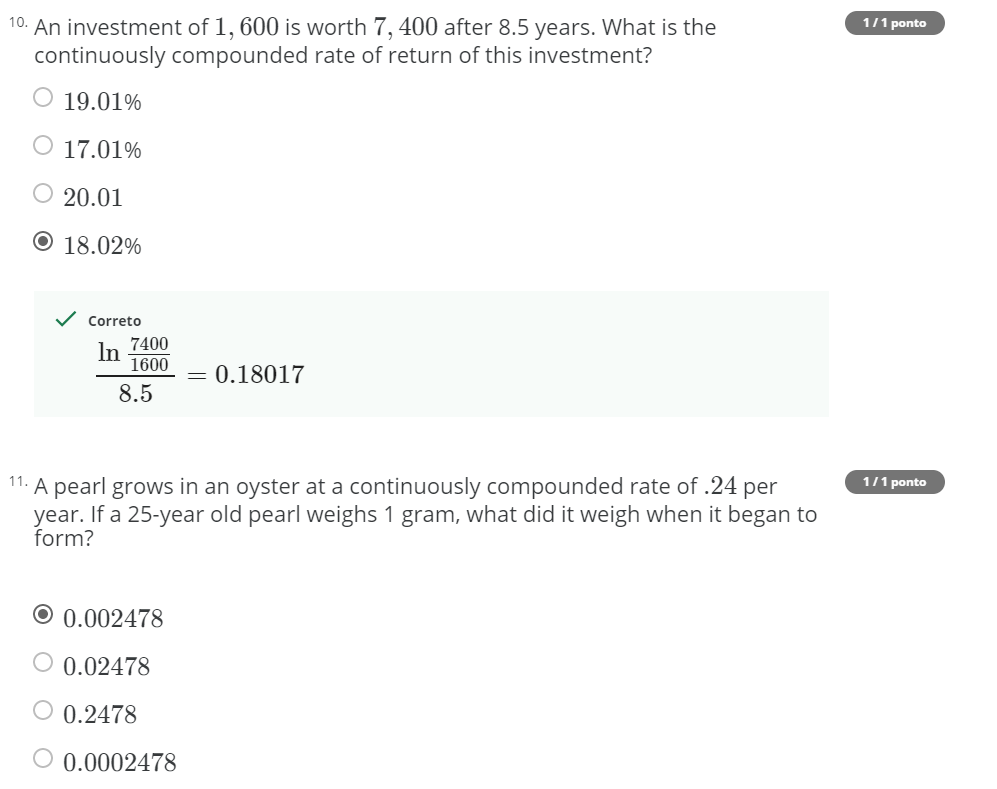 10. An investment of 1, 600 is worth 7, 400 after 8.5 years. What is the
1 / 1 ponto
continuously compounded rate of return of this investment?
19.01%
17.01%
20.01
18.02%
Correto
ln 7400/1600
8.5
= 0.18017
11. A pearl grows in an oyster at a continuously compounded rate of .24 per
1 / 1 ponto
year. If a 25-year old pearl weighs 1 gram, what did it weigh when it began to
form?
0.002478
0.02478
0.2478
0.0002478